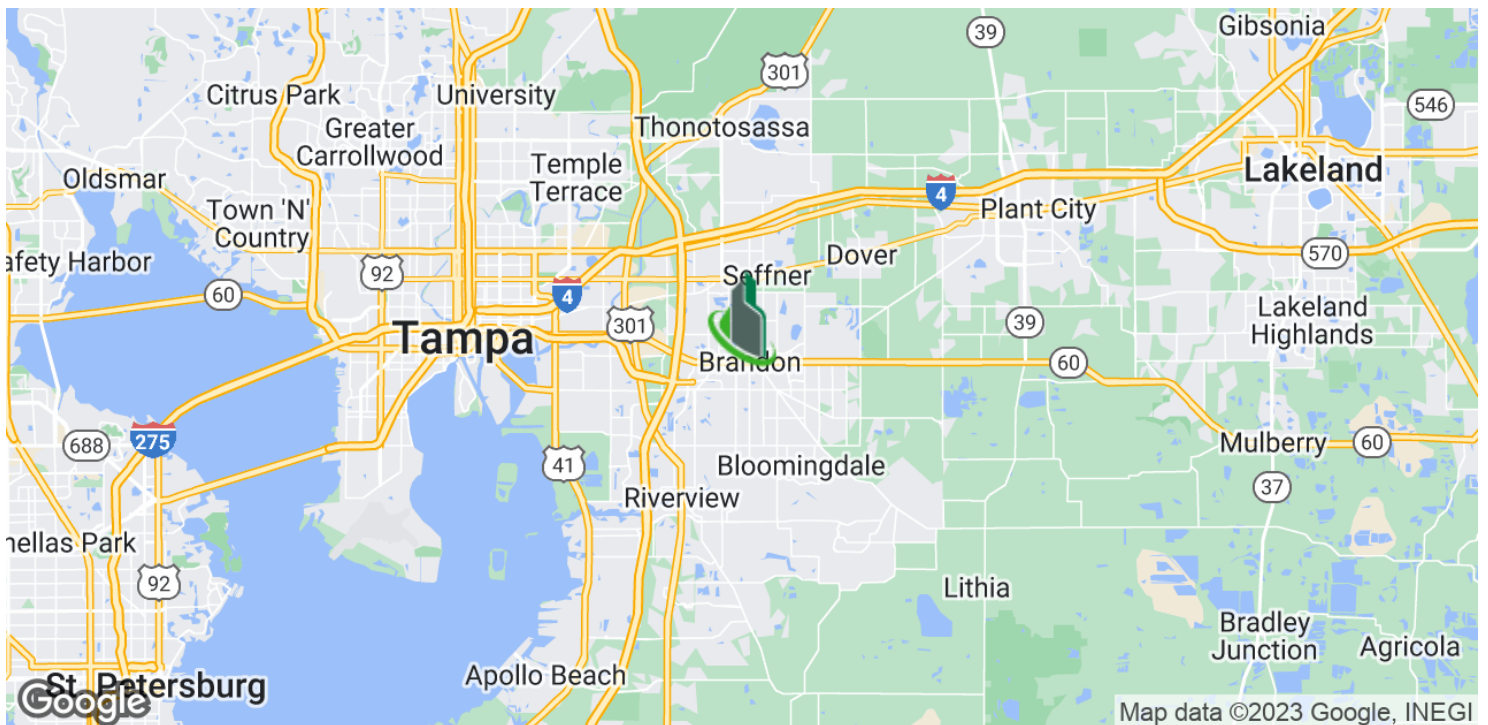 Gibsonia
39
301
Citrus Park
University
546
Greater
Carrollwood
Thonotosassa
Temple
Terrace
Lakeland
Oldsmar
4
Town 'N'
Country
Plant City
afety Harbor
92
Dover
570
Seffner
60
4
301
39
Lakeland
Highlands
Tampa
Brandon
60
275
688
Mulberry
60
41
Bloomingdale
Riverview
37
nellas Park
92
Lithia
Bradley
Junction
Agricola
Apollo Beach
St. Petersburg
Google
Map data ©2023 Google, INEGI